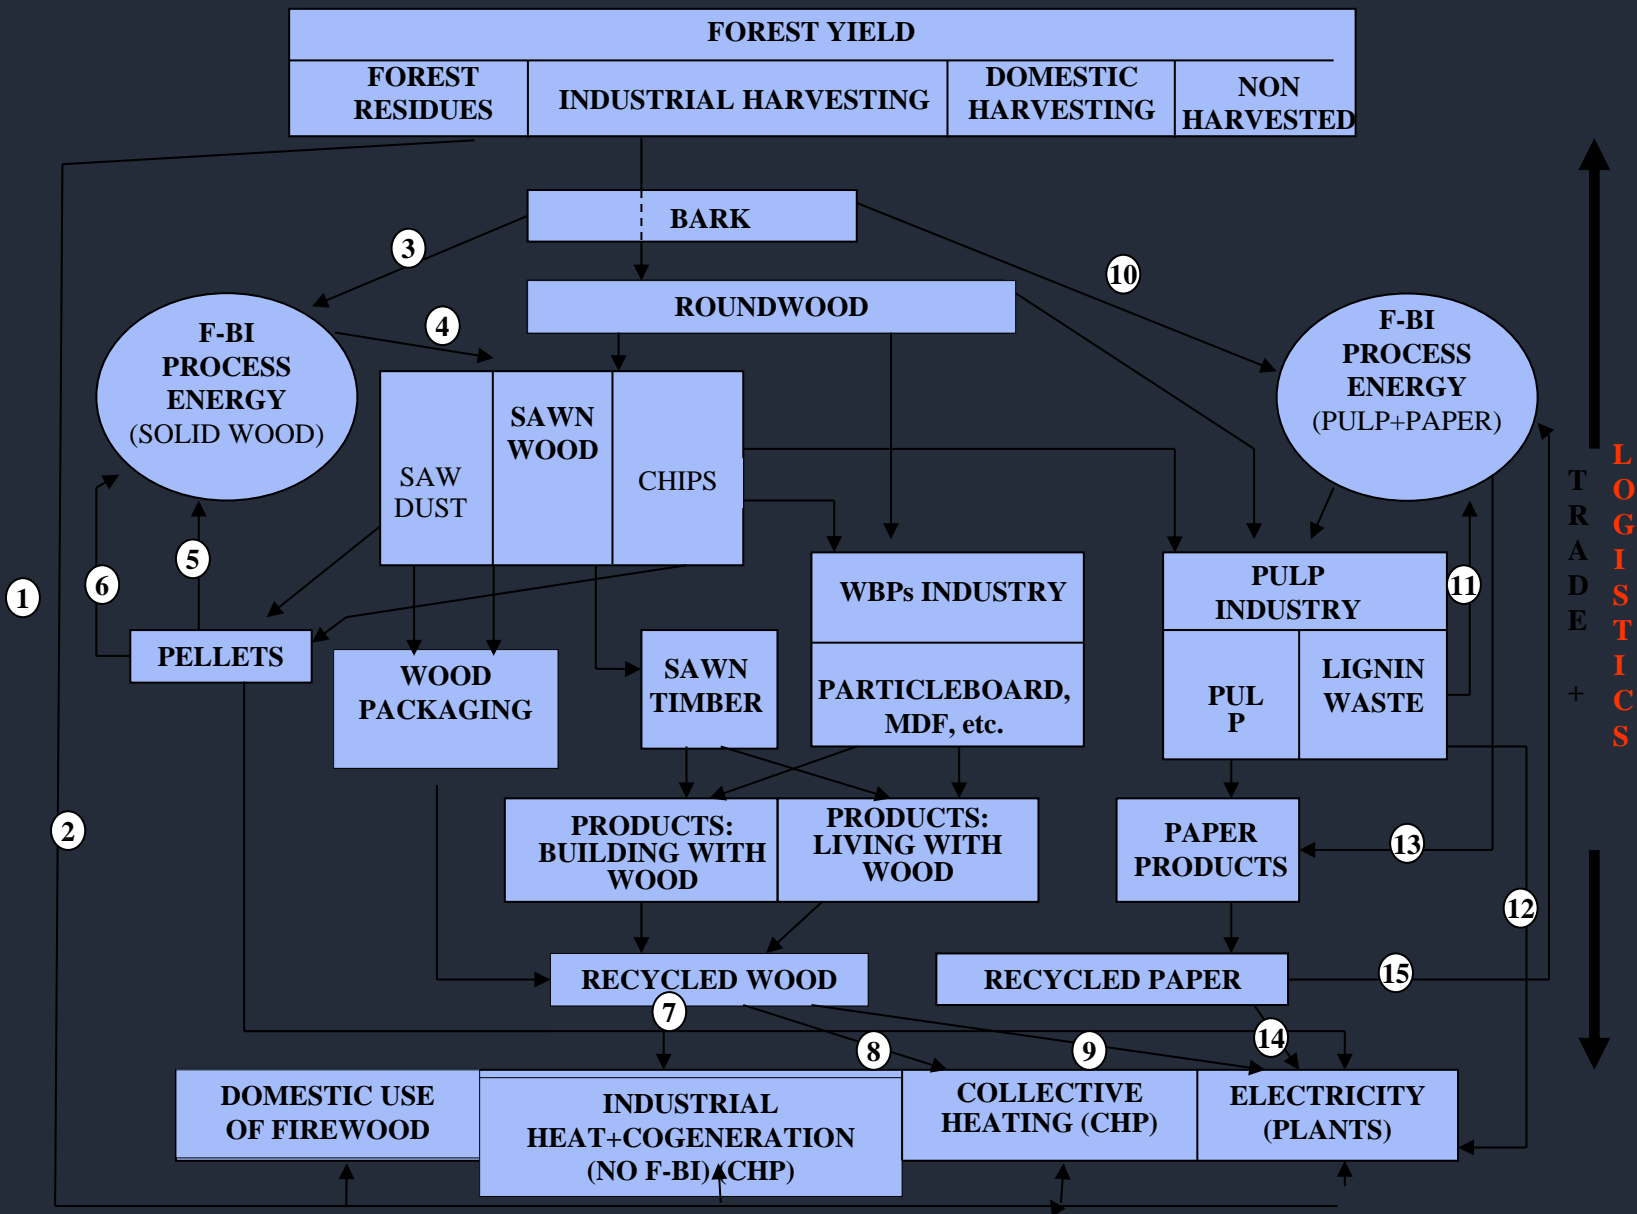 FOREST YIELD
FOREST
RESIDUES
INDUSTRIAL HARVESTING
DOMESTIC
HARVESTING
NON
HARVESTED
BARK
3
10
ROUNDWOOD
4
F-BI
PROCESS
ENERGY
(SOLID WOOD)
F-BI
PROCESS
ENERGY
(PULP+PAPER)
SAW
DUST
SAWN
WOOD
CHIPS
TRADE +
LOGISTICS
1
6
5
11
WBPs INDUSTRY
PULP
INDUSTRY
PELLETS
WOOD
PACKAGING
SAWN
TIMBER
PARTICLEBOARD,
MDF, etc.
PUL
P
LIGNIN
WASTE
2
PRODUCTS:
BUILDING WITH
WOOD
PRODUCTS:
LIVING WITH
WOOD
PAPER
PRODUCTS
13
12
RECYCLED WOOD
RECYCLED PAPER
15
7
8
9
14
DOMESTIC USE
OF FIREWOOD
INDUSTRIAL
HEAT+COGENERATION
(NO F-BI) (CHP)
COLLECTIVE
HEATING (CHP)
ELECTRICITY
(PLANTS)